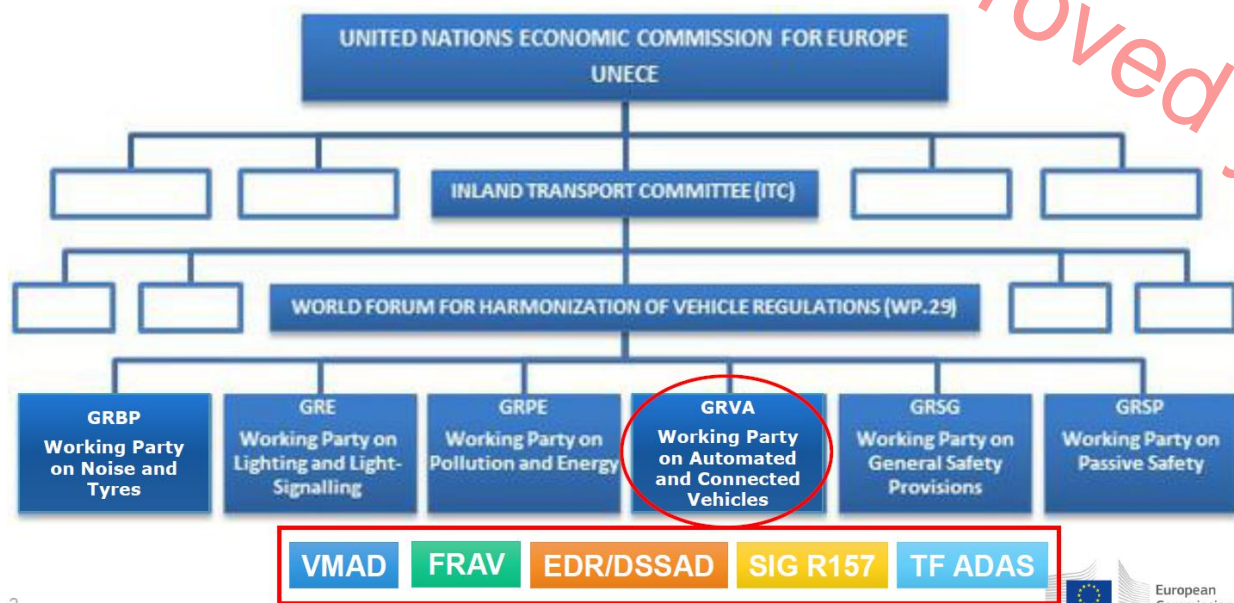 UNITED NATIONS ECONOMIC COMMISSION FOR EUROPE
UNECE
INLAND TRANSPORT COMMITTEE (ITC)
WORLD FORUM FOR HARMONIZATION OF VEHICLE REGULATIONS (WP.29)
GRBP
Working Party
on Noise and
Tyres
GRE
Working Party on
Lighting and Light-
Signalling
GRPE
Working Party on
Pollution and Energy
GRVA
Working Party
on Automated
and Connected
Vehicles
GRSG
Working Party on
General Safety
Provisions
GRSP
Working Party on
Passive Safety
VMAD
FRAV
EDR/DSSAD
SIG R157
TF ADAS
European